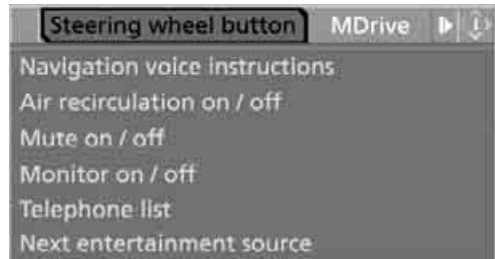 Steering wheel button MDrive
Navigation voice instructions
Air recirculation on / off
Mute on / off
Monitor on / off
Telephone list
Next entertainment source